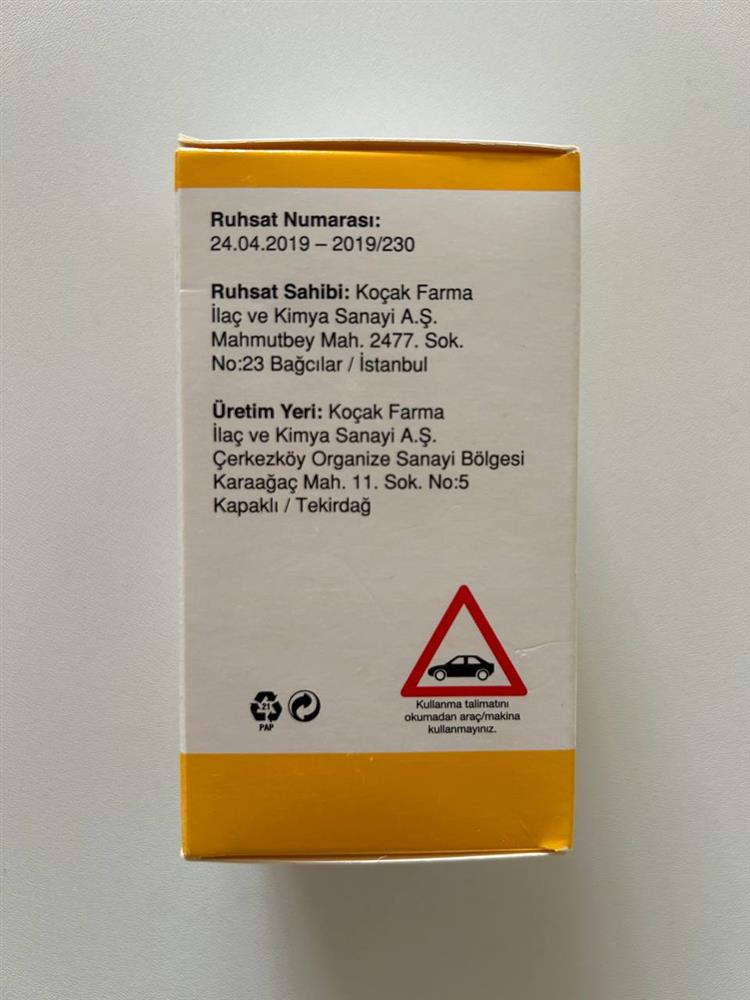 Ruhsat Numarası:
24.04.2019 – 2019/230
Ruhsat Sahibi: Koçak Farma
İlaç ve Kimya Sanayi A.Ş.
Mahmutbey Mah. 2477. Sok.
No:23 Bağcılar / İstanbul
Üretim Yeri: Koçak Farma
İlaç ve Kimya Sanayi A.Ş.
Çerkezköy Organize Sanayi Bölgesi
Karaağaç Mah. 11. Sok. No:5
Kapaklı / Tekirdağ
21
PAP
Kullanma talimatını
okumadan araç/makina
kullanmayınız.